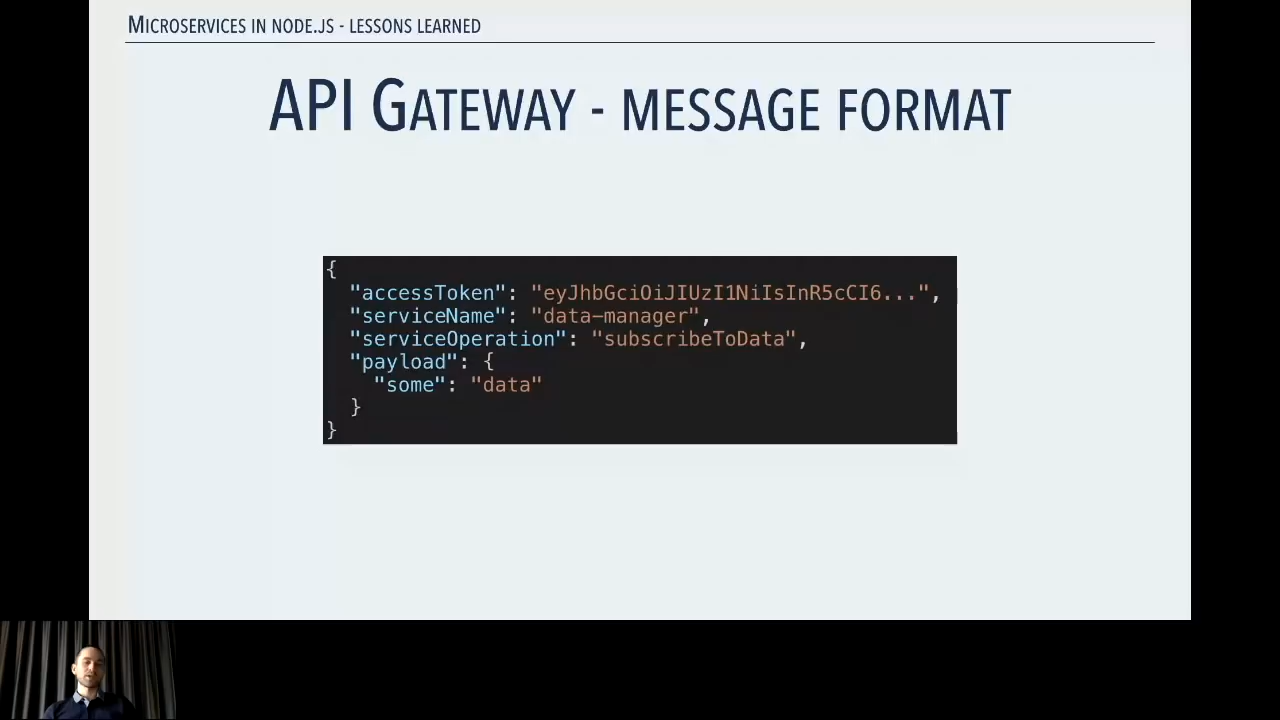 Microservices in node.js - lessons learned
API Gateway - message format
{
"accessToken": "eyJhbGciOiJIUzI1NiIsInR5cCI6...",
"serviceName": "data-manager",
"serviceOperation": "subscribeToData",
"payload": {
"some": "data"
}
}